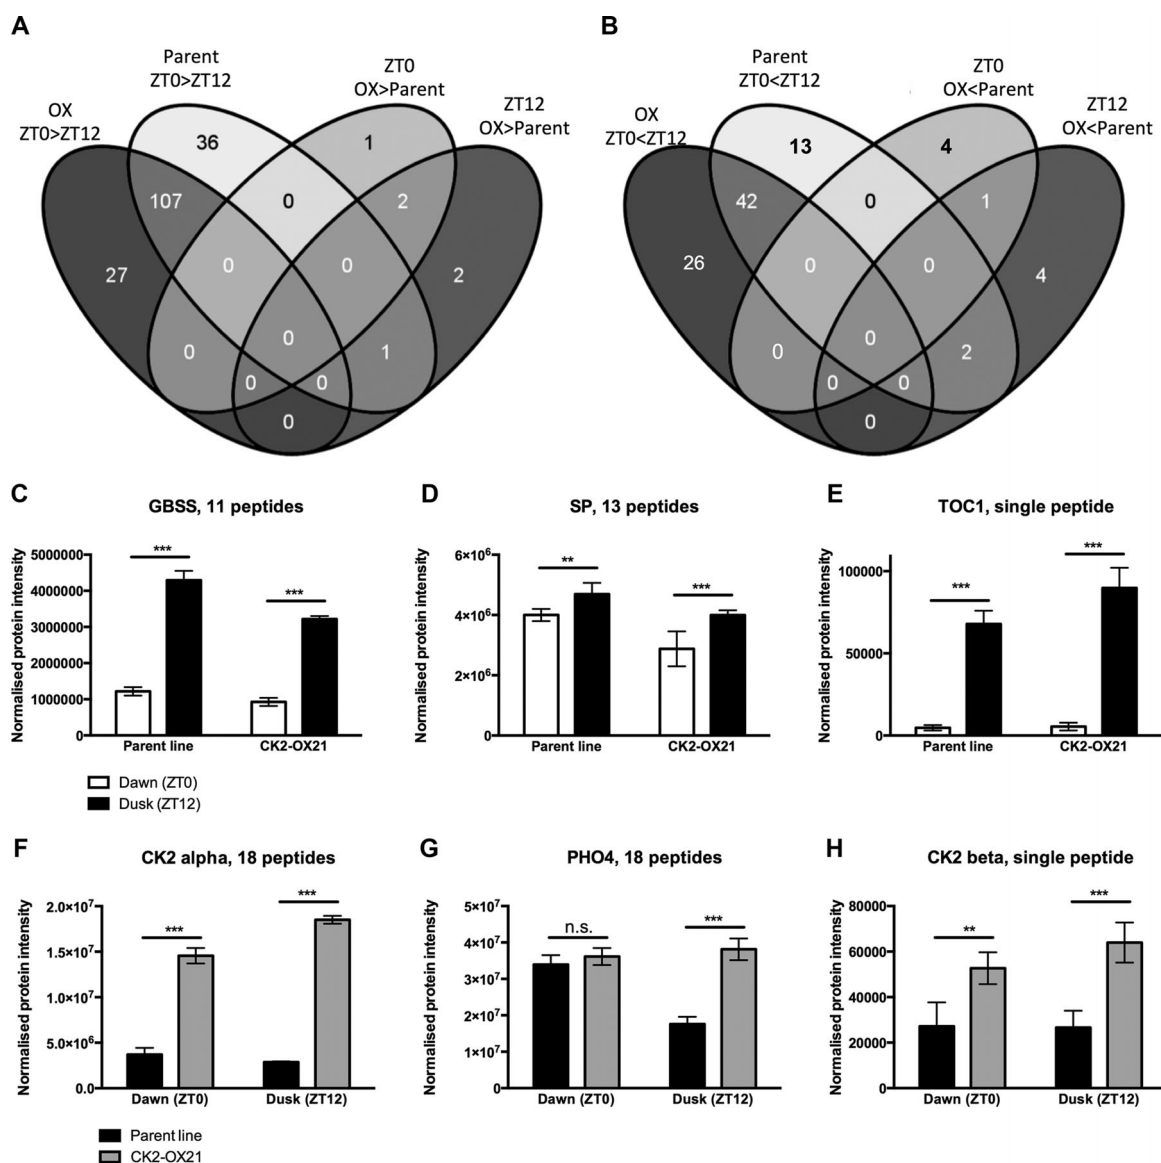 A
B
Parent
ZT0>ZT12
ZT0
OX>Parent
OX
ZT0>ZT12
ZT12
OX>Parent
36
1
107
0
2
27
0
0
2
0
0
1
0
0
0
Parent
ZT0<ZT12
ZT0
OX<Parent
OX
ZT0<ZT12
ZT12
OX<Parent
13
4
42
0
1
26
0
0
4
0
0
2
0
0
0
C
GBSS, 11 peptides
Normalised protein intensity
5000000
4000000
3000000
2000000
1000000
0
***
***
Parent line
CK2-OX21
Dawn (ZT0)
Dusk (ZT12)
D
SP, 13 peptides
Normalised protein intensity
6×10⁶
4×10⁶
2×10⁶
0
**
***
Parent line
CK2-OX21
E
TOC1, single peptide
Normalised protein intensity
100000
50000
0
***
***
Parent line
CK2-OX21
F
CK2 alpha, 18 peptides
Normalised protein intensity
2.0×10⁷
1.5×10⁷
1.0×10⁷
5.0×10⁶
0.0
***
***
Dawn (ZT0)
Dusk (ZT12)
Parent line
CK2-OX21
G
PHO4, 18 peptides
Normalised protein intensity
5×10⁷
4×10⁷
3×10⁷
2×10⁷
1×10⁷
0
n.s.
***
Dawn (ZT0)
Dusk (ZT12)
H
CK2 beta, single peptide
Normalised protein intensity
80000
60000
40000
20000
0
**
***
Dawn (ZT0)
Dusk (ZT12)